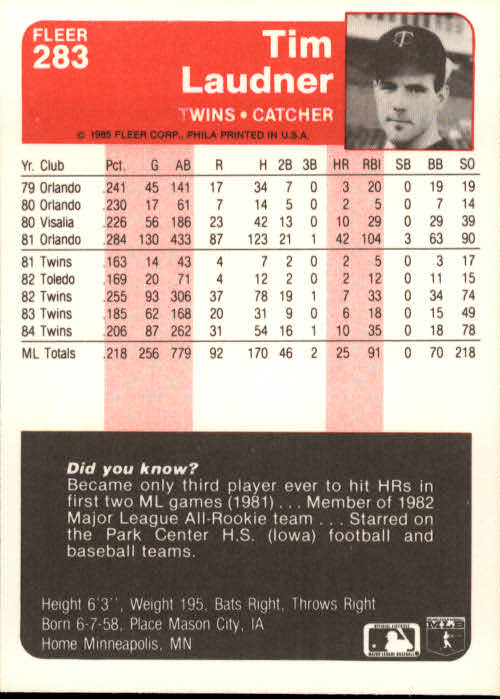 FLEER
283
Tim
Laudner
TWINS • CATCHER
© 1985 FLEER CORP., PHILA PRINTED IN U.S.A.
Yr. Club Pct. G AB R H 2B 3B HR RBI SB BB SO
79 Orlando .241 45 141 17 34 7 0 3 20 0 19 19
80 Orlando .230 17 61 7 14 5 0 2 5 0 7 14
80 Visalia .226 56 186 23 42 13 0 10 29 0 29 39
81 Orlando .284 130 433 87 123 21 1 42 104 3 63 90
81 Twins .163 14 43 4 7 2 0 2 5 0 3 17
82 Toledo .169 20 71 4 12 2 0 2 12 0 11 15
82 Twins .255 93 306 37 78 19 1 7 33 0 34 74
83 Twins .185 62 168 20 31 9 0 6 18 0 15 49
84 Twins .206 87 262 31 54 16 1 10 35 0 18 78
ML Totals .218 256 779 92 170 46 2 25 91 0 70 218
Did you know?
Became only third player ever to hit HRs in
first two ML games (1981) . . . Member of 1982
Major League All-Rookie team . . . Starred on
the Park Center H.S. (Iowa) football and
baseball teams.
Height 6'3'', Weight 195, Bats Right, Throws Right
Born 6-7-58, Place Mason City, IA
Home Minneapolis, MN